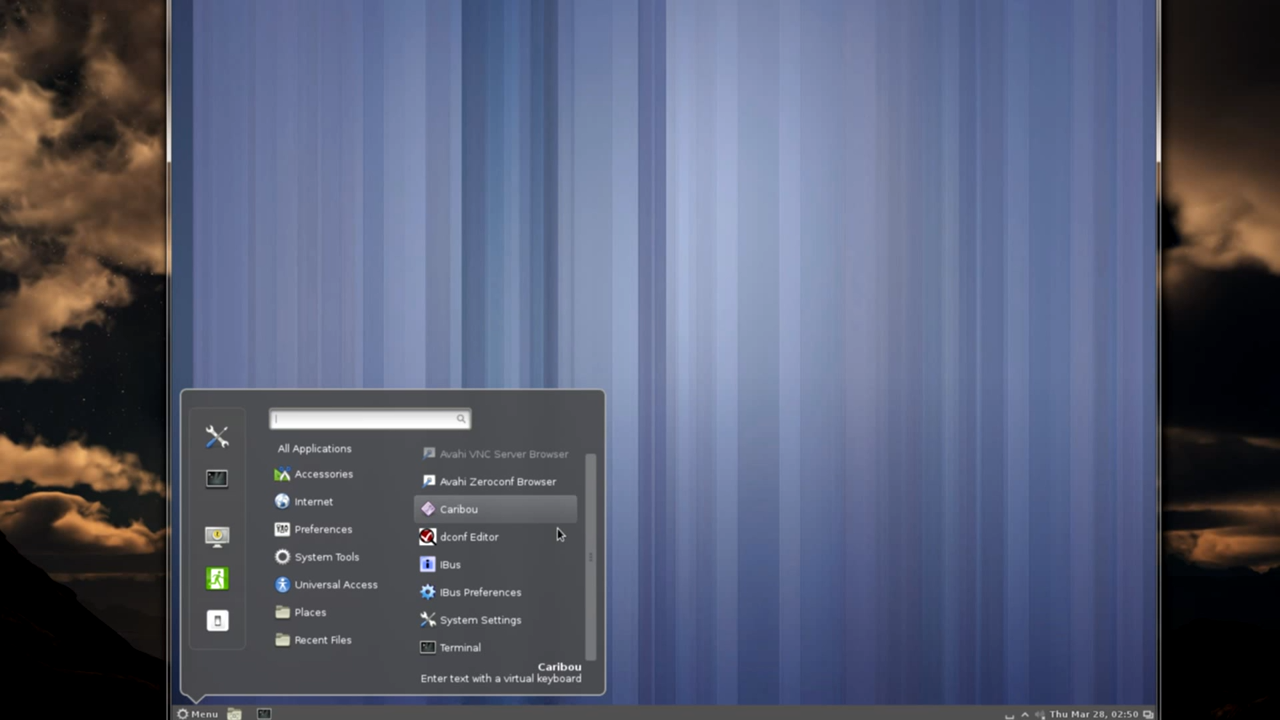 All Applications
Accessories
Internet
Preferences
System Tools
Universal Access
Places
Recent Files
Avahi VNC Server Browser
Avahi Zeroconf Browser
Caribou
dconf Editor
IBus
IBus Preferences
System Settings
Terminal
Caribou
Enter text with a virtual keyboard
Menu
Thu Mar 28, 02:50